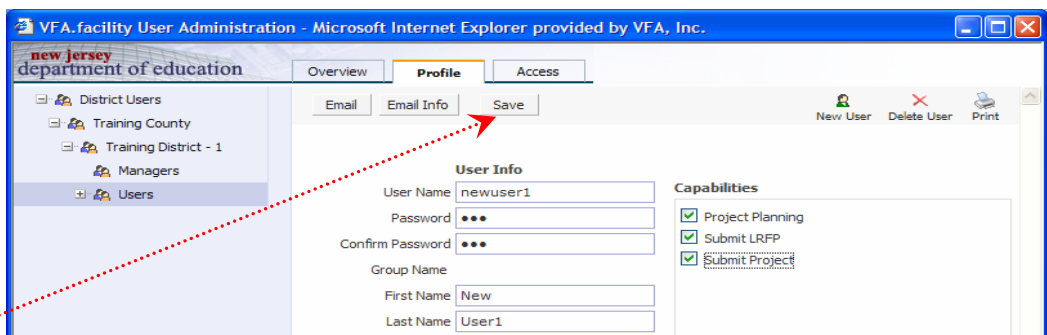 VFA.facility User Administration - Microsoft Internet Explorer provided by VFA, Inc.
new jersey
department of education
Overview Profile Access
District Users
Training County
Training District - 1
Managers
Users
Email Email Info Save
New User Delete User Print
User Info
User Name newuser1
Password •••
Confirm Password •••
Group Name
First Name New
Last Name User1
Capabilities
Project Planning
Submit LRFP
Submit Project